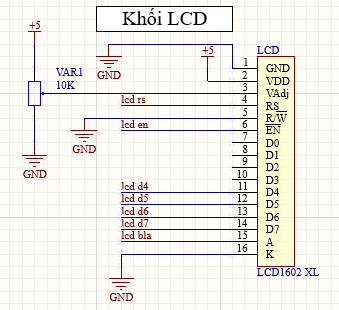 Khối LCD
+5
+5
LCD
GND
VAR1
10K
GND
GND
GND
lcd rs
lcd en
lcd d4
lcd d5
lcd d6
lcd d7
lcd bla
1 GND
2 VDD
3 VAdj
4 RS
5 R/W
6 EN
7 D0
8 D1
9 D2
10 D3
11 D4
12 D5
13 D6
14 D7
15 A
16 K
LCD1602 XL